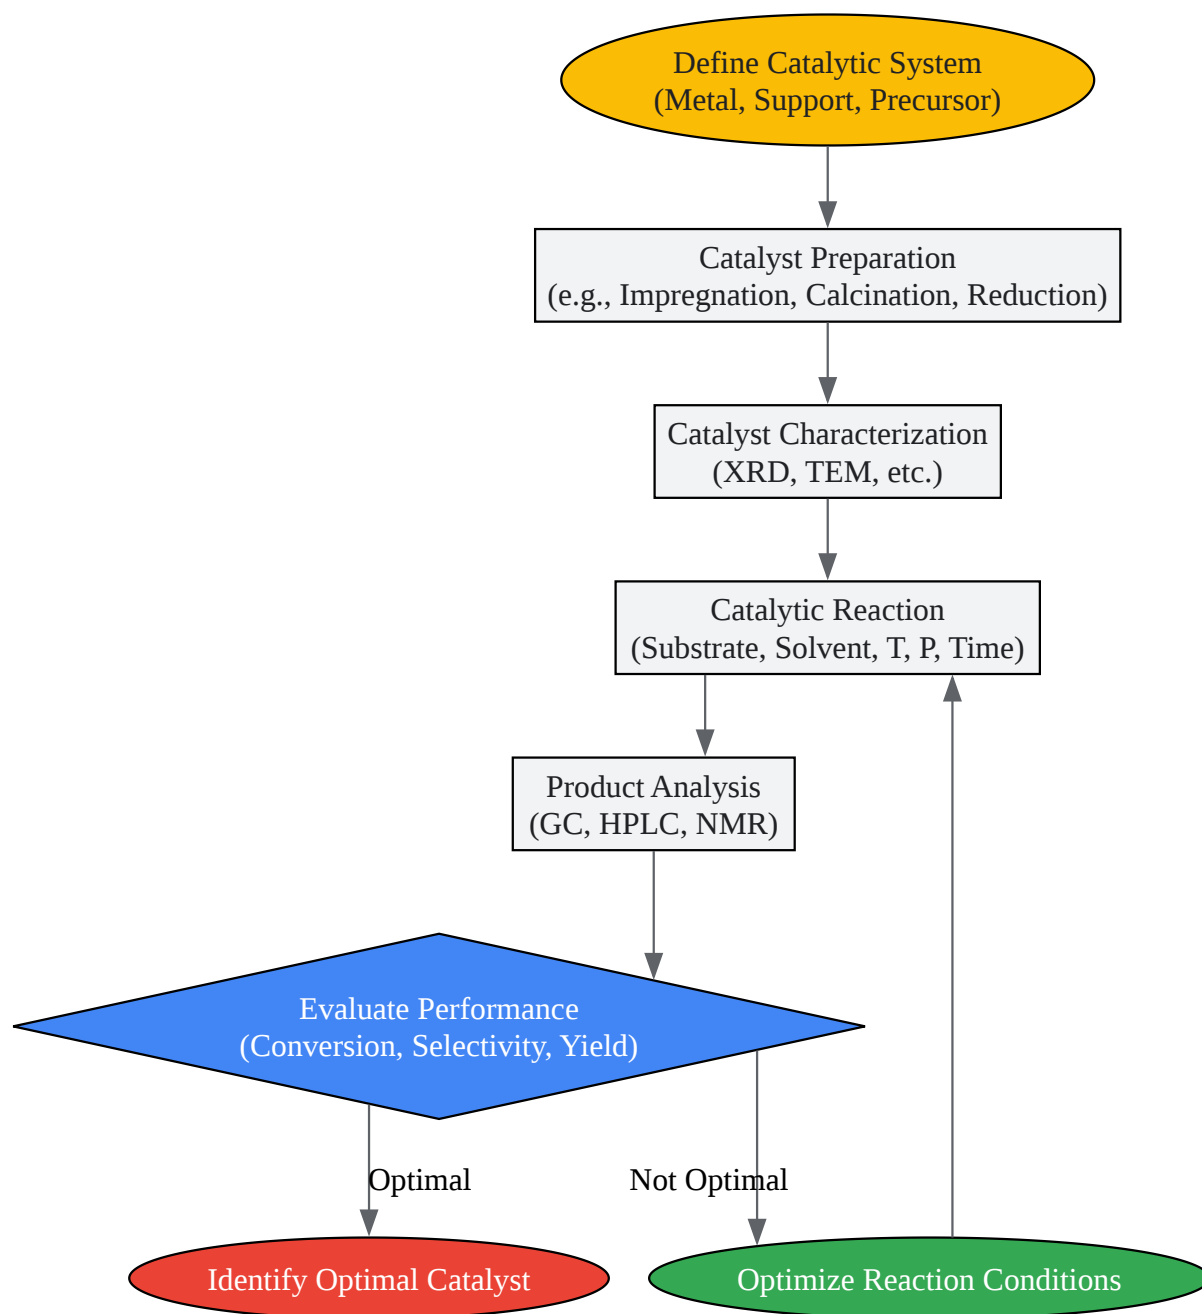 Define Catalytic System
(Metal, Support, Precursor)
Catalyst Preparation
(e.g., Impregnation, Calcination, Reduction)
Catalyst Characterization
(XRD, TEM, etc.)
Catalytic Reaction
(Substrate, Solvent, T, P, Time)
Product Analysis
(GC, HPLC, NMR)
Evaluate Performance
(Conversion, Selectivity, Yield)
Optimal
Not Optimal
Identify Optimal Catalyst
Optimize Reaction Conditions